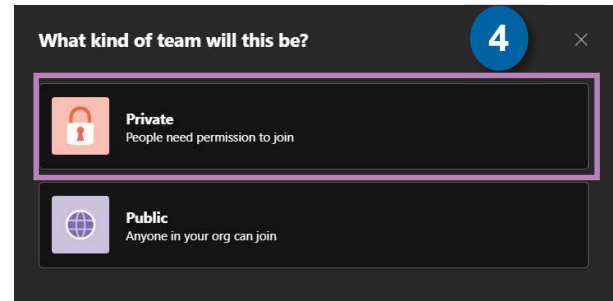 What kind of team will this be?
4
Private
People need permission to join
Public
Anyone in your org can join